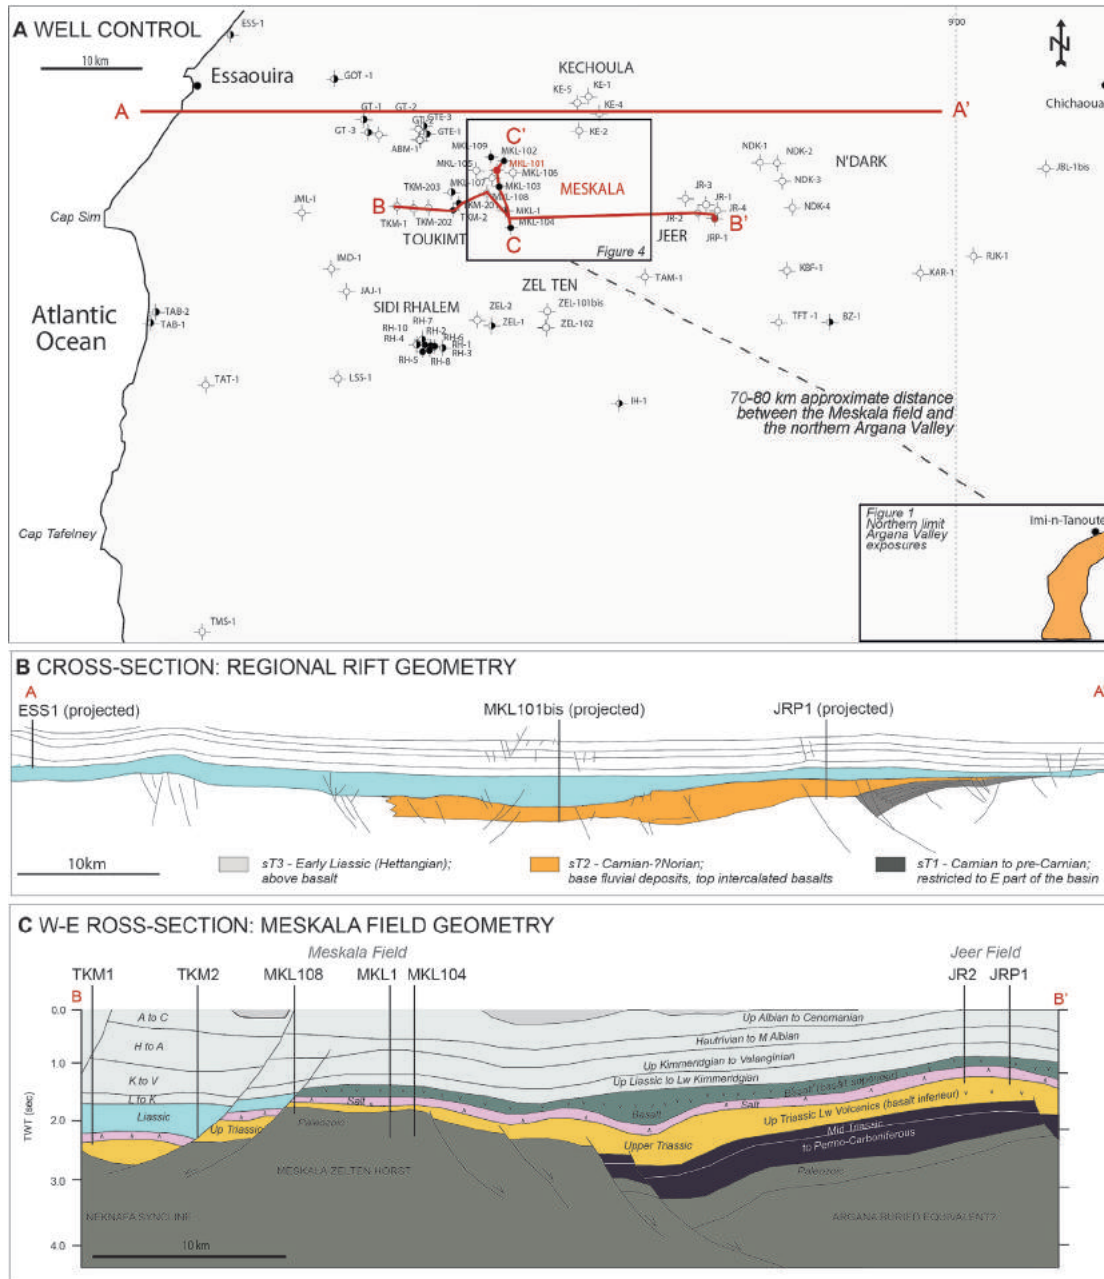 A WELL CONTROL
10 km
ESS-1
Essaouira
GOT -1
KECHOULA
KE-5
KE-1
KE-4
KE-2
9'00
N
Chichaoua
A
A'
GT -1
GT -2
GTE-3
GT-3
GTE-1
ABM-1
MKL-109
C'
MKL-102
MKL-101
MKL-105
MKL-106
MKL-107
MKL-103
MKL-108
MESKALA
MKL-1
MKL-104
C
Figure 4
NDK-1
NDK-2
N'DARK
NDK-3
NDK-4
JBL-1bis
JR-3
JR-1
JR-2
JR-4
JRP-1
B'
JEER
TKM-203
TKM-201
B
TKM-1
TKM-202
TKM-2
TOUKIMT
Cap Sim
JML-1
IMD-1
JAJ-1
ZEL TEN
TAM-1
KBF-1
KAR-1
RJK-1
Atlantic
Ocean
TAB-2
TAB-1
SIDI RHALEM
RH-7
RH-10
RH-2
RH-4
RH-6
RH-1
RH-3
RH-5
RH-8
ZEL-2
ZEL-1
ZEL-101bis
ZEL-102
TFT -1
BZ-1
TAT-1
LSS-1
IH-1
70-80 km approximate distance
between the Meskala field and
the northern Argana Valley
Cap Tafelney
Figure 1
Northern limit
Argana Valley
exposures
Imi-n-Tanoute
TMS-1
B CROSS-SECTION: REGIONAL RIFT GEOMETRY
A
A'
ESS1 (projected)
MKL101bis (projected)
JRP1 (projected)
10km
sT3 - Early Liassic (Hettangian);
above basalt
sT2 - Carnian-?Norian;
base fluvial deposits, top intercalated basalts
sT1 - Carnian to pre-Carnian;
restricted to E part of the basin
C W-E ROSS-SECTION: MESKALA FIELD GEOMETRY
Meskala Field
Jeer Field
TKM1
TKM2
MKL108
MKL1
MKL104
JR2
JRP1
B
B'
0.0
1.0
2.0
3.0
4.0
TWT (sec)
A to C
H to A
K to V
L to K
Liassic
Up Triassic
Up Albian to Cenomanian
Hautrivian to M Albian
Up Kimmeridgian to Valanginian
Up Liassic to Lw Kimmeridgian
Basalt (basalt superieur)
Salt
Salt
Basalt
Paleozoic
Up Triassic Lw Volcanics (basalt inferieur)
Upper Triassic
Mid Triassic
to Permo-Carboniferous
Paleozoic
MESKALA ZELTEN HORST
NEKNAFA SYNCLINE
ARGANA BURIED EQUIVALENT?
10 km